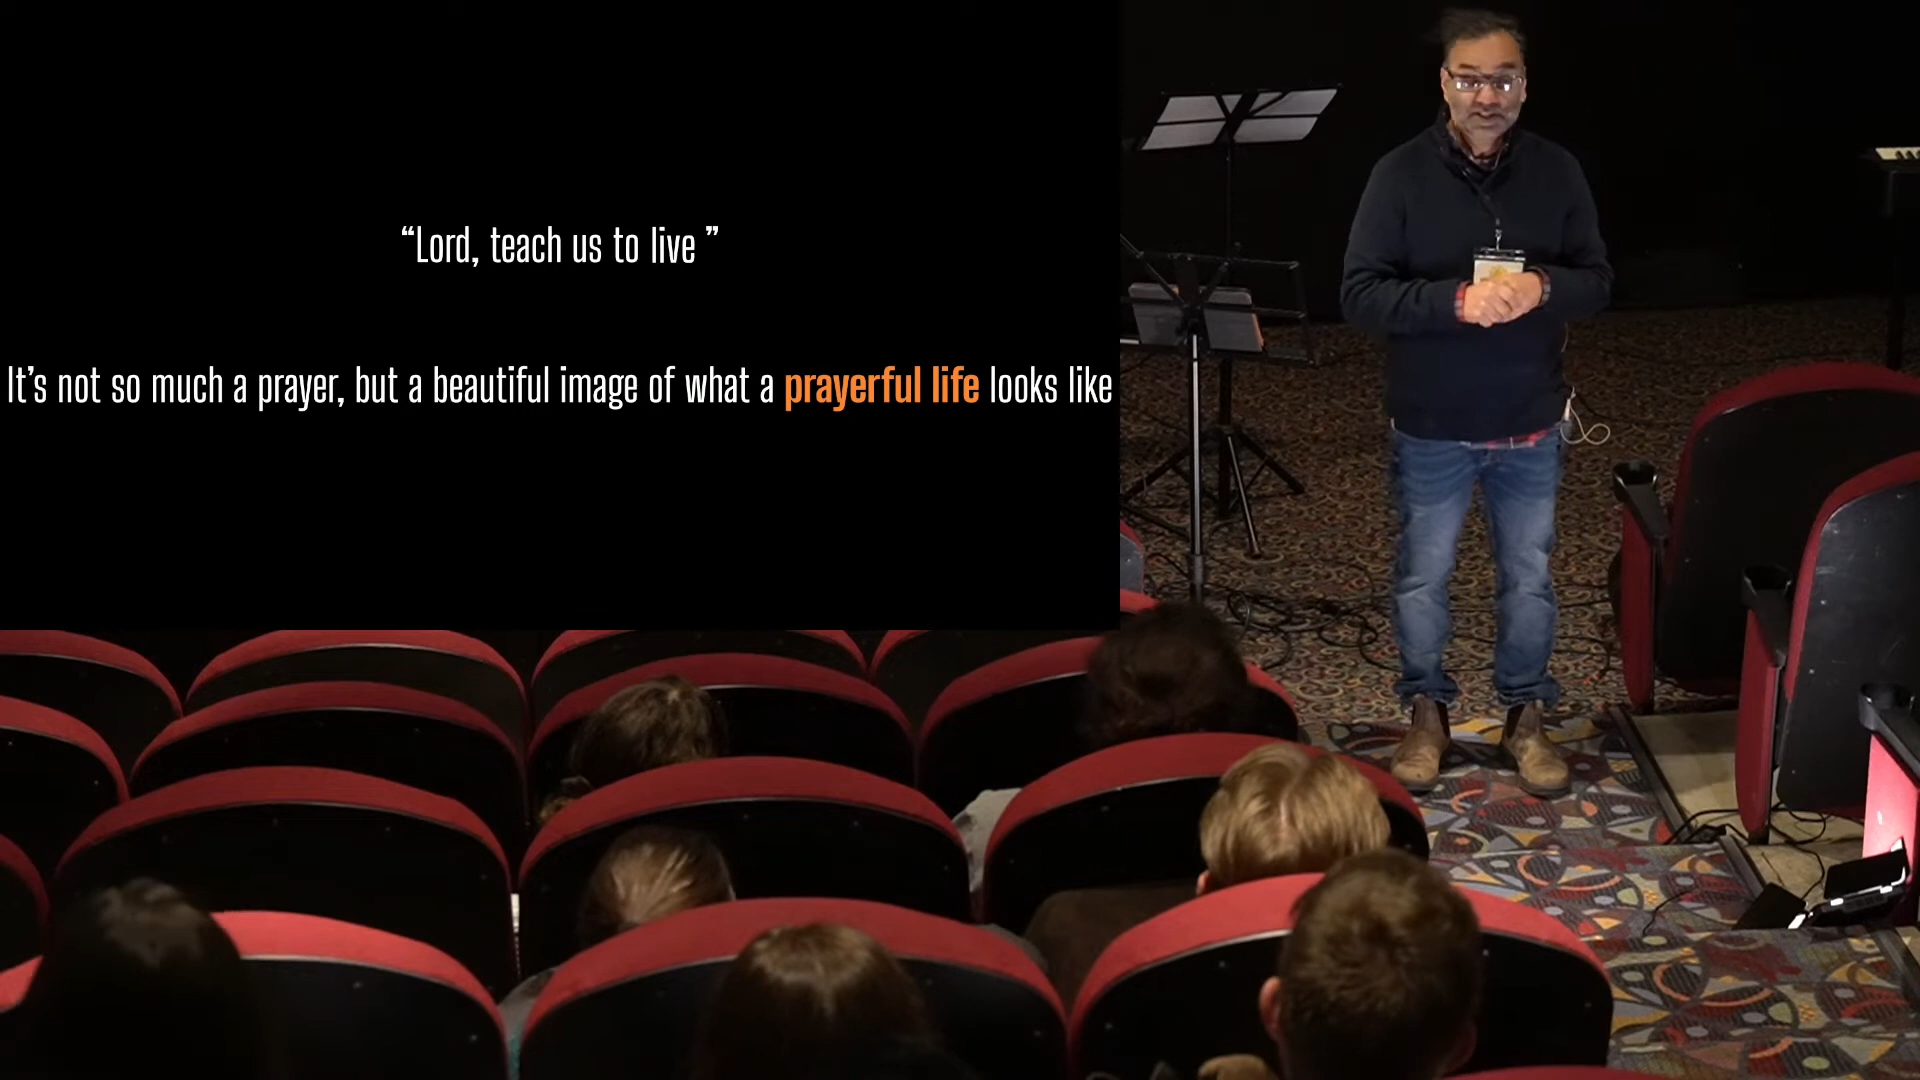 “Lord, teach us to live ”
It’s not so much a prayer, but a beautiful image of what a prayerful life looks like